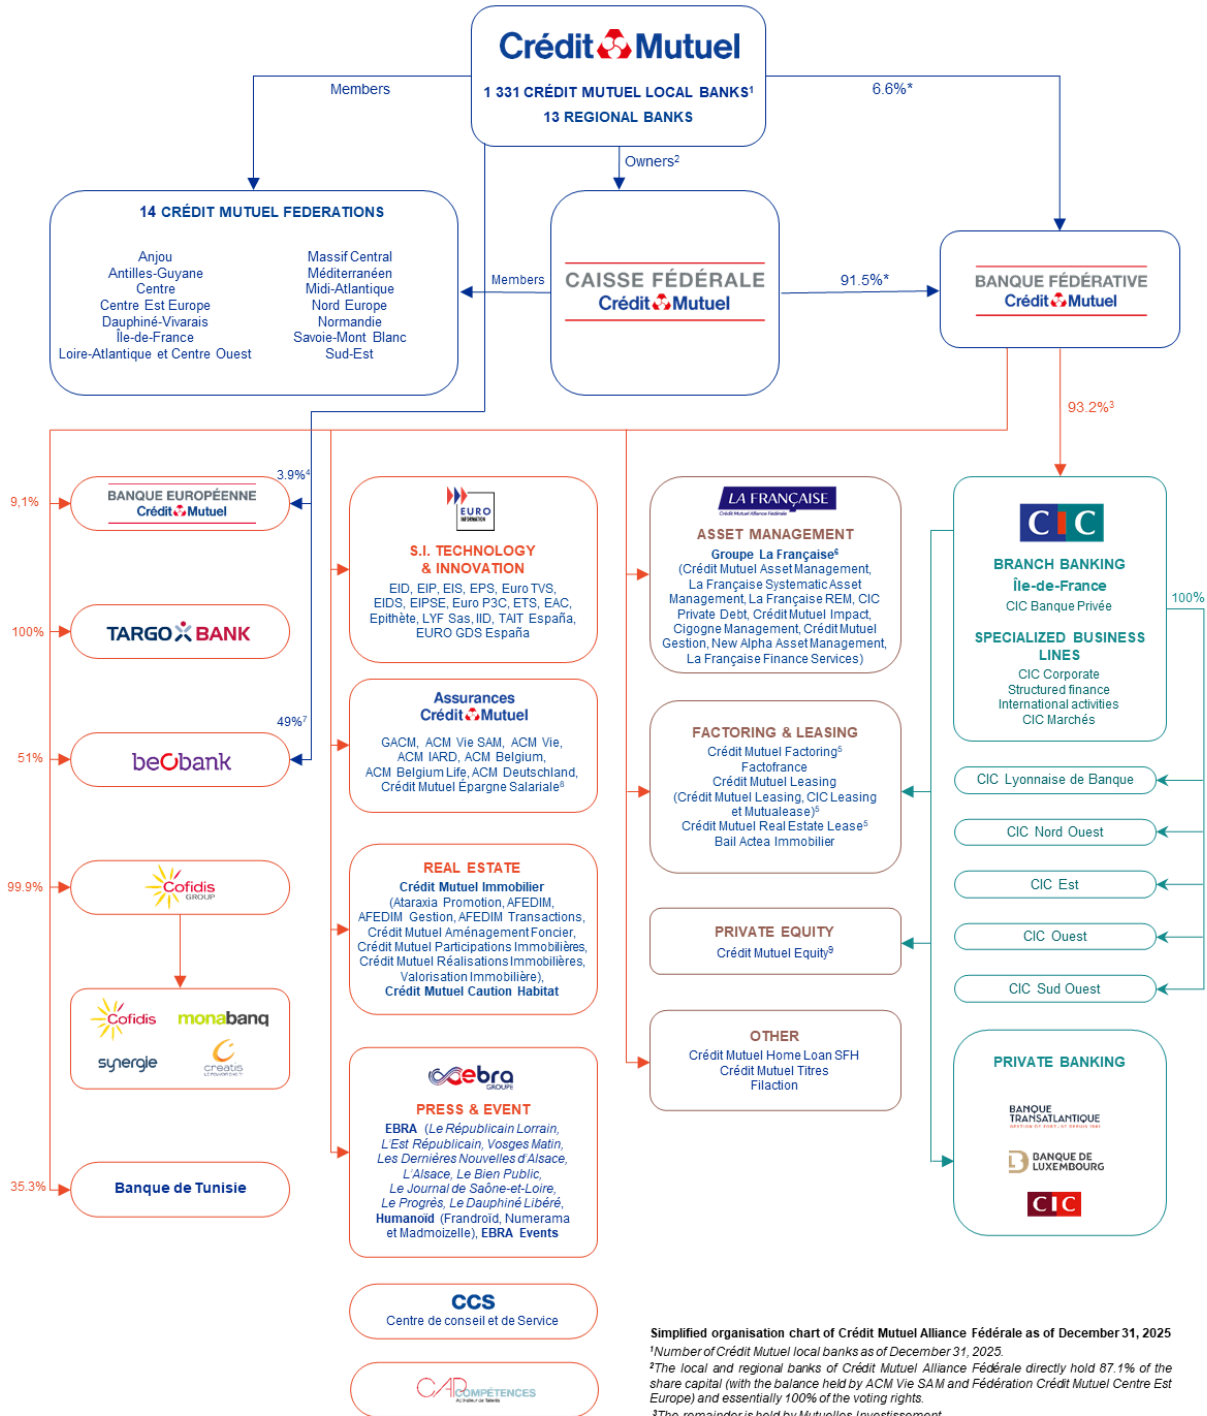 Crédit Mutuel
1 331 CRÉDIT MUTUEL LOCAL BANKS¹
13 REGIONAL BANKS
Members
6.6%*
Owners²
14 CRÉDIT MUTUEL FEDERATIONS
Anjou
Antilles-Guyane
Centre
Centre Est Europe
Dauphiné-Vivarais
Île-de-France
Loire-Atlantique et Centre Ouest
Massif Central
Méditerranéen
Midi-Atlantique
Nord Europe
Normandie
Savoie-Mont Blanc
Sud-Est
Members
CAISSE FÉDÉRALE
Crédit Mutuel
91.5%*
BANQUE FÉDÉRATIVE
Crédit Mutuel
93.2%³
9,1%
3.9%⁴
BANQUE EUROPÉENNE
Crédit Mutuel
100%
TARGO BANK
51%
49%⁷
beobank
99.9%
Cofidis
GROUP
Cofidis
monabanq
synergie
creatis
35.3%
Banque de Tunisie
EURO
INFORMATION
S.I. TECHNOLOGY
& INNOVATION
EID, EIP, EIS, EPS, Euro TVS,
EIDS, EIPSE, Euro P3C, ETS, EAC,
Epithète, LYF Sas, IID, TAIT España,
EURO GDS España
Assurances
Crédit Mutuel
GACM, ACM Vie SAM, ACM Vie,
ACM IARD, ACM Belgium,
ACM Belgium Life, ACM Deutschland,
Crédit Mutuel Épargne Salariale⁸
REAL ESTATE
Crédit Mutuel Immobilier
(Ataraxia Promotion, AFEDIM,
AFEDIM Gestion, AFEDIM Transactions,
Crédit Mutuel Aménagement Foncier,
Crédit Mutuel Participations Immobilières,
Crédit Mutuel Réalisations Immobilières,
Valorisation Immobilière),
Crédit Mutuel Caution Habitat
ebra
GROUPE
PRESS & EVENT
EBRA (Le Républicain Lorrain,
L'Est Républicain, Vosges Matin,
Les Dernières Nouvelles d'Alsace,
L'Alsace, Le Bien Public,
Le Journal de Saône-et-Loire,
Le Progrés, Le Dauphiné Libéré,
Humanoïd (Frandroïd, Numerama
et Madmoizelle), EBRA Events
CCS
Centre de conseil et de Service
CAP COMPÉTENCES
LA FRANÇAISE
Crédit Mutuel Alliance Fédérale
ASSET MANAGEMENT
Groupe La Française⁶
(Crédit Mutuel Asset Management,
La Française Systematic Asset
Management, La Française REM, CIC
Private Debt, Crédit Mutuel Impact,
Cigogne Management, Crédit Mutuel
Gestion, New Alpha Asset Management,
La Française Finance Services)
FACTORING & LEASING
Crédit Mutuel Factoring⁵
Factofrance
Crédit Mutuel Leasing
(Crédit Mutuel Leasing, CIC Leasing
et Mutualease)⁵
Crédit Mutuel Real Estate Lease⁵
Bail Actea Immobilier
PRIVATE EQUITY
Crédit Mutuel Equity⁹
OTHER
Crédit Mutuel Home Loan SFH
Crédit Mutuel Titres
Filaction
CIC
BRANCH BANKING
Île-de-France
CIC Banque Privée
SPECIALIZED BUSINESS
LINES
CIC Corporate
Structured finance
International activities
CIC Marchés
100%
CIC Lyonnaise de Banque
CIC Nord Ouest
CIC Est
CIC Ouest
CIC Sud Ouest
PRIVATE BANKING
BANQUE
TRANSATLANTIQUE
BANQUE DE
LUXEMBOURG
CIC
Simplified organisation chart of Crédit Mutuel Alliance Fédérale as of December 31, 2025
¹Number of Crédit Mutuel local banks as of December 31, 2025.
²The local and regional banks of Crédit Mutuel Alliance Fédérale directly hold 87.1% of the
share capital (with the balance held by ACM Vie SAM and Fédération Crédit Mutuel Centre Est
Europe) and essentially 100% of the voting rights.
³The remainder is held by Mutuelles Investissement